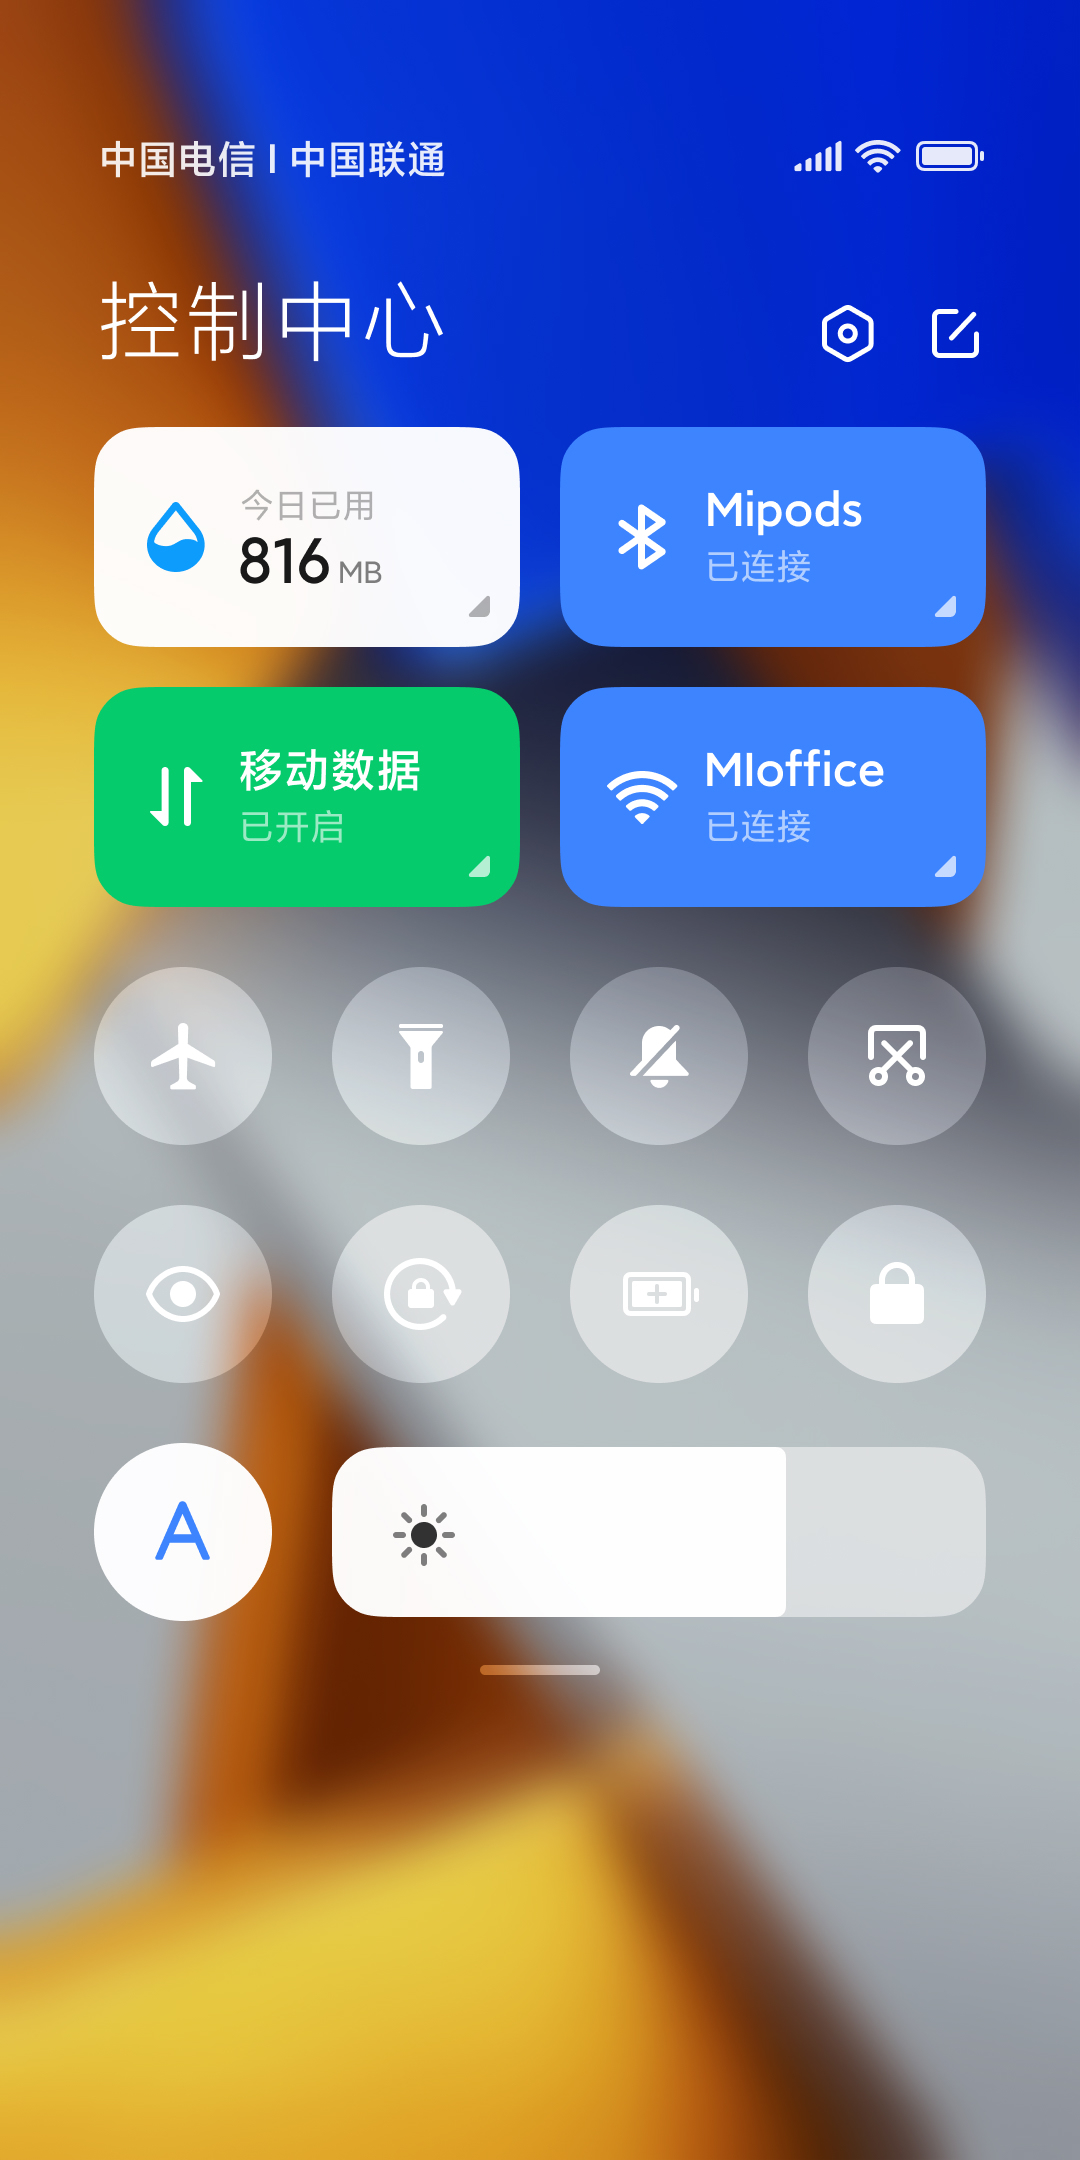 中国电信 | 中国联通
控制中心
今日已用
816 MB
Mipods
已连接
移动数据
已开启
MIoffice
已连接
A